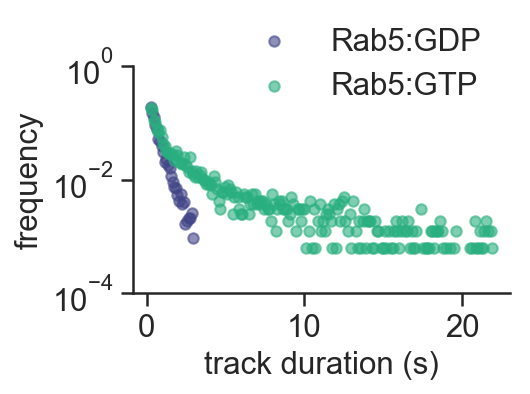 Rab5:GDP
Rab5:GTP
10^0
10^−2
10^−4
frequency
0 10 20
track duration (s)